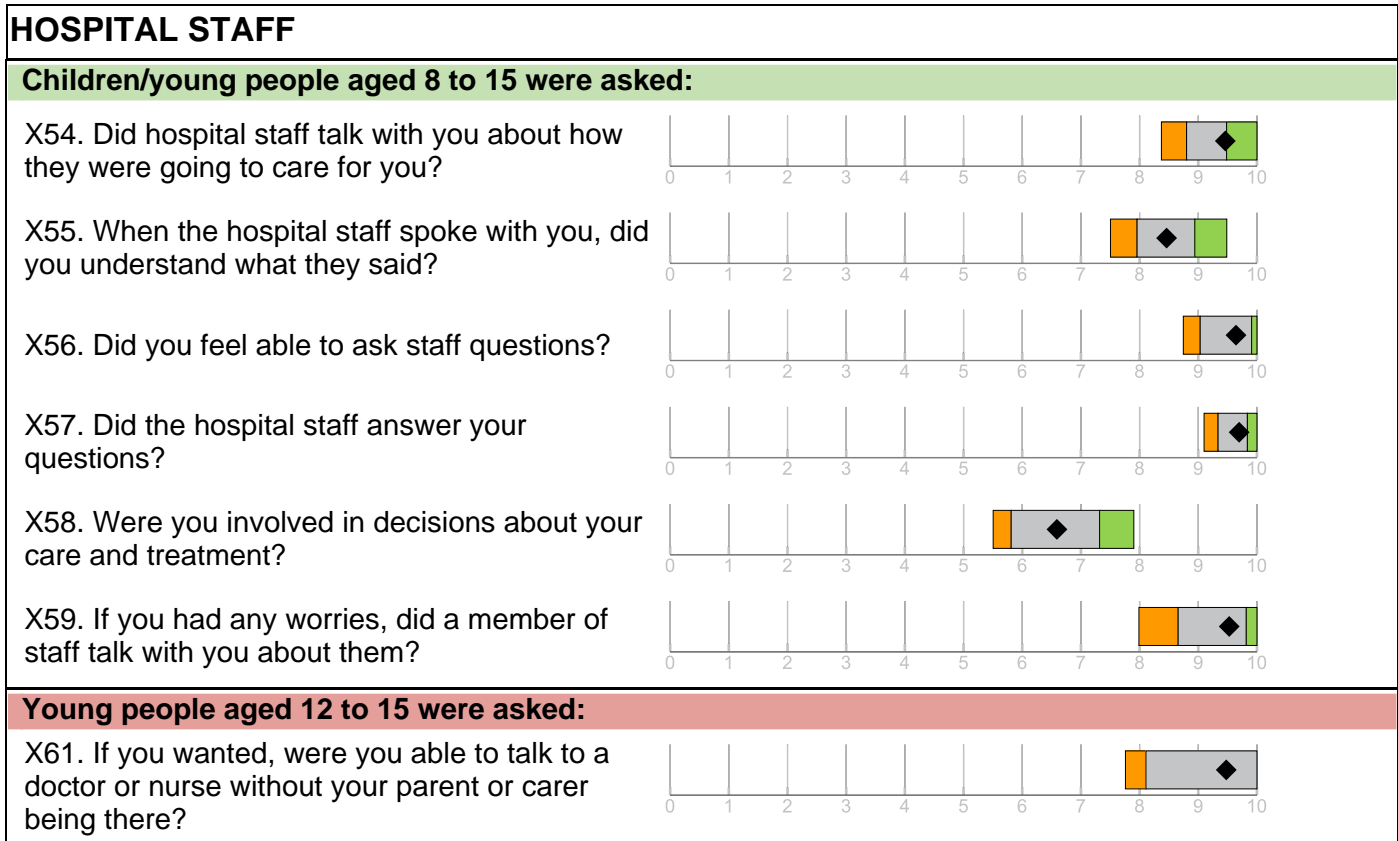 HOSPITAL STAFF
Children/young people aged 8 to 15 were asked:
X54. Did hospital staff talk with you about how
they were going to care for you?
0 1 2 3 4 5 6 7 8 9 10
X55. When the hospital staff spoke with you, did
you understand what they said?
0 1 2 3 4 5 6 7 8 9 10
X56. Did you feel able to ask staff questions?
0 1 2 3 4 5 6 7 8 9 10
X57. Did the hospital staff answer your
questions?
0 1 2 3 4 5 6 7 8 9 10
X58. Were you involved in decisions about your
care and treatment?
0 1 2 3 4 5 6 7 8 9 10
X59. If you had any worries, did a member of
staff talk with you about them?
0 1 2 3 4 5 6 7 8 9 10
Young people aged 12 to 15 were asked:
X61. If you wanted, were you able to talk to a
doctor or nurse without your parent or carer
being there?
0 1 2 3 4 5 6 7 8 9 10